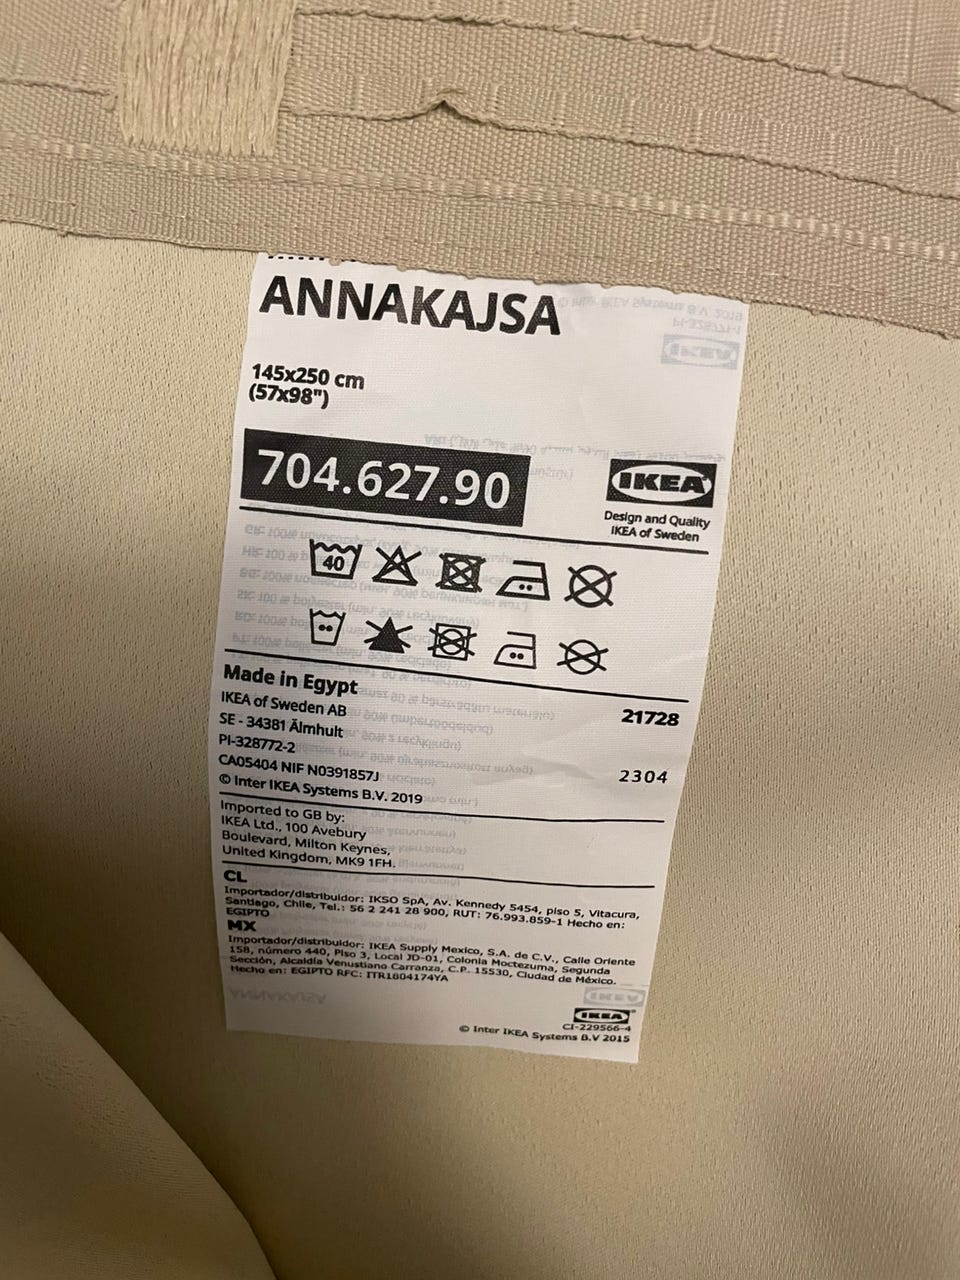 ANNAKAJSA
145x250 cm
(57x98")
704.627.90
IKEA
Design and Quality
IKEA of Sweden
40
Made in Egypt
IKEA of Sweden AB
SE - 34381 Älmhult
PI-328772-2
CA05404 NIF N0391857J
© Inter IKEA Systems B.V. 2019
21728
2304
Imported to GB by:
IKEA Ltd., 100 Avebury
Boulevard, Milton Keynes,
United Kingdom, MK9 1FH.
CL
Importador/distribuidor: IKSO SpA, Av. Kennedy 5454, piso 5, Vitacura,
Santiago, Chile, Tel.: 56 2 241 28 900, RUT: 76.993.859-1 Hecho en:
EGIPTO
MX
Importador/distribuidor: IKEA Supply Mexico, S.A. de C.V., Calle Oriente
158, número 440, Piso 3, Local JD-01, Colonia Moctezuma, Segunda
Sección, Alcaldía Venustiano Carranza, C.P. 15530, Ciudad de México.
Hecho en: EGIPTO RFC: ITR1804174YA
IKEA
CI-229566-4
© Inter IKEA Systems B.V 2015